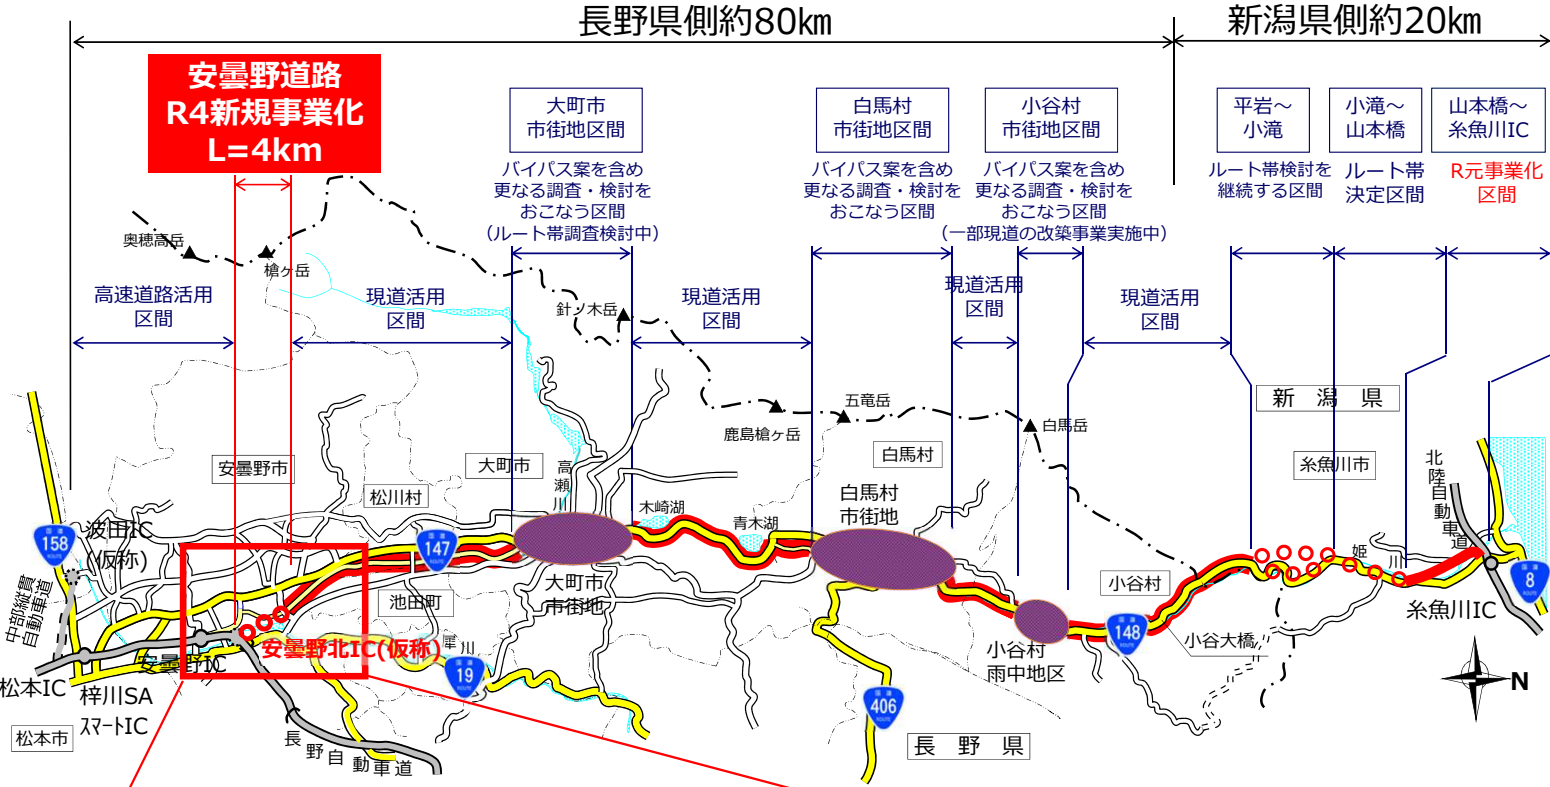 長野県側約80㎞
新潟県側約20㎞
安曇野道路
R4新規事業化
L=4km
大町市
市街地区間
バイパス案を含め
更なる調査・検討を
おこなう区間
(ルート帯調査検討中)
白馬村
市街地区間
バイパス案を含め
更なる調査・検討を
おこなう区間
小谷村
市街地区間
バイパス案を含め
更なる調査・検討を
おこなう区間
(一部現道の改築事業実施中)
平岩～
小滝
ルート帯検討を
継続する区間
小滝～
山本橋
ルート帯
決定区間
山本橋～
糸魚川IC
R元事業化
区間
高速道路活用
区間
現道活用
区間
現道活用
区間
現道活用
区間
現道活用
区間
奥穂高岳
槍ヶ岳
針ノ木岳
鹿島槍ヶ岳
五竜岳
白馬岳
新潟県
安曇野市
松川村
大町市
高瀬川
木崎湖
青木湖
白馬村
白馬村
市街地
糸魚川市
北陸自動車道
姫川
国道
158
ROUTE
波田IC
(仮称)
中部縦貫
自動車道
国道
147
ROUTE
大町市
市街地
池田町
小谷村
国道
148
ROUTE
小谷大橋
小谷村
雨中地区
糸魚川IC
国道
8
ROUTE
安曇野北IC(仮称)
安曇野IC
犀川
国道
19
ROUTE
国道
406
ROUTE
松本IC
梓川SA
ｽﾏｰﾄIC
松本市
長野自動車道
長野県
N